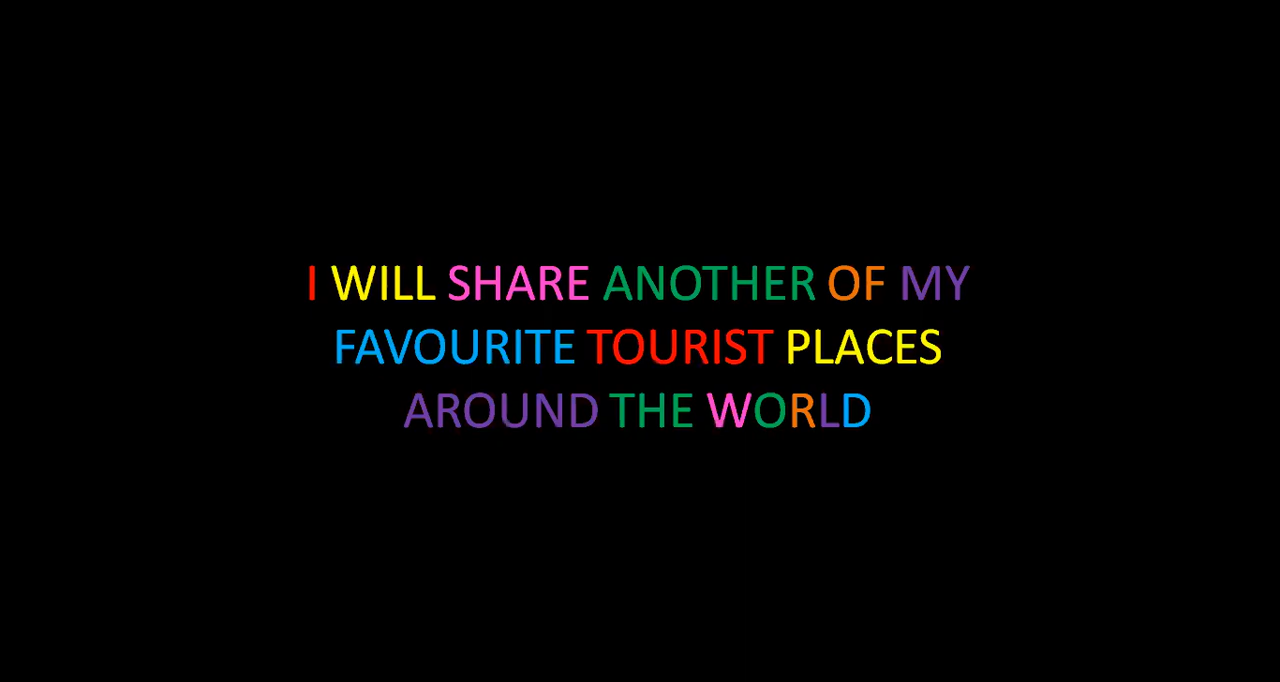 I WILL SHARE ANOTHER OF MY
FAVOURITE TOURIST PLACES
AROUND THE WORLD